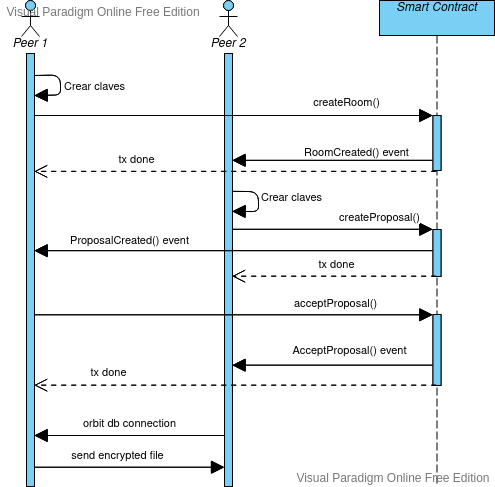 Visual Paradigm Online Free Edition
Smart Contract
Peer 1
Peer 2
Crear claves
createRoom()
RoomCreated() event
tx done
Crear claves
createProposal()
ProposalCreated() event
tx done
acceptProposal()
AcceptProposal() event
tx done
orbit db connection
send encrypted file
Visual Paradigm Online Free Edition